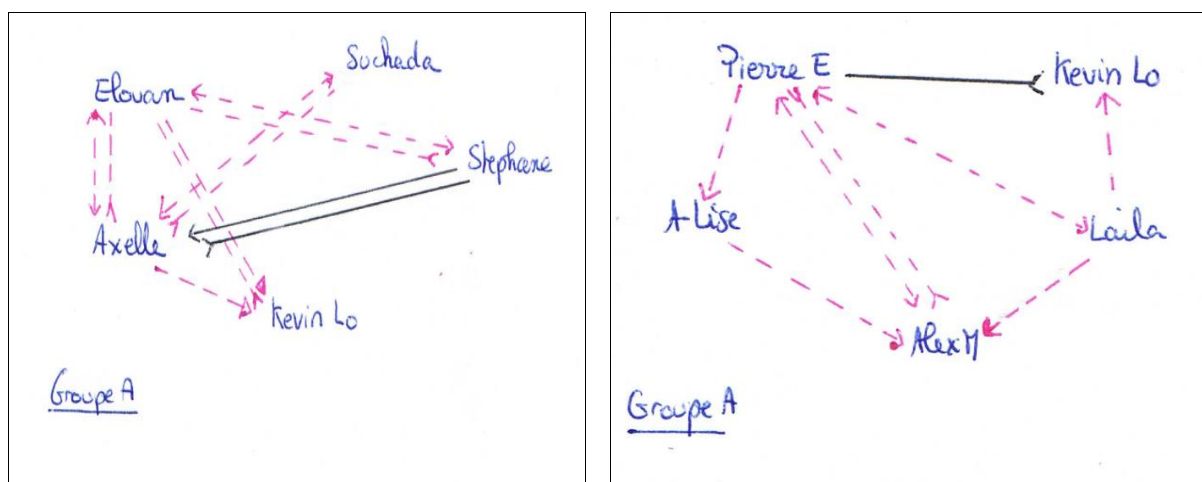 Suchada
Elouan
Stephane
Axelle
Kevin Lo
Groupe A
Pierre E
Kevin Lo
A-Lise
Laila
Alex M
Groupe A